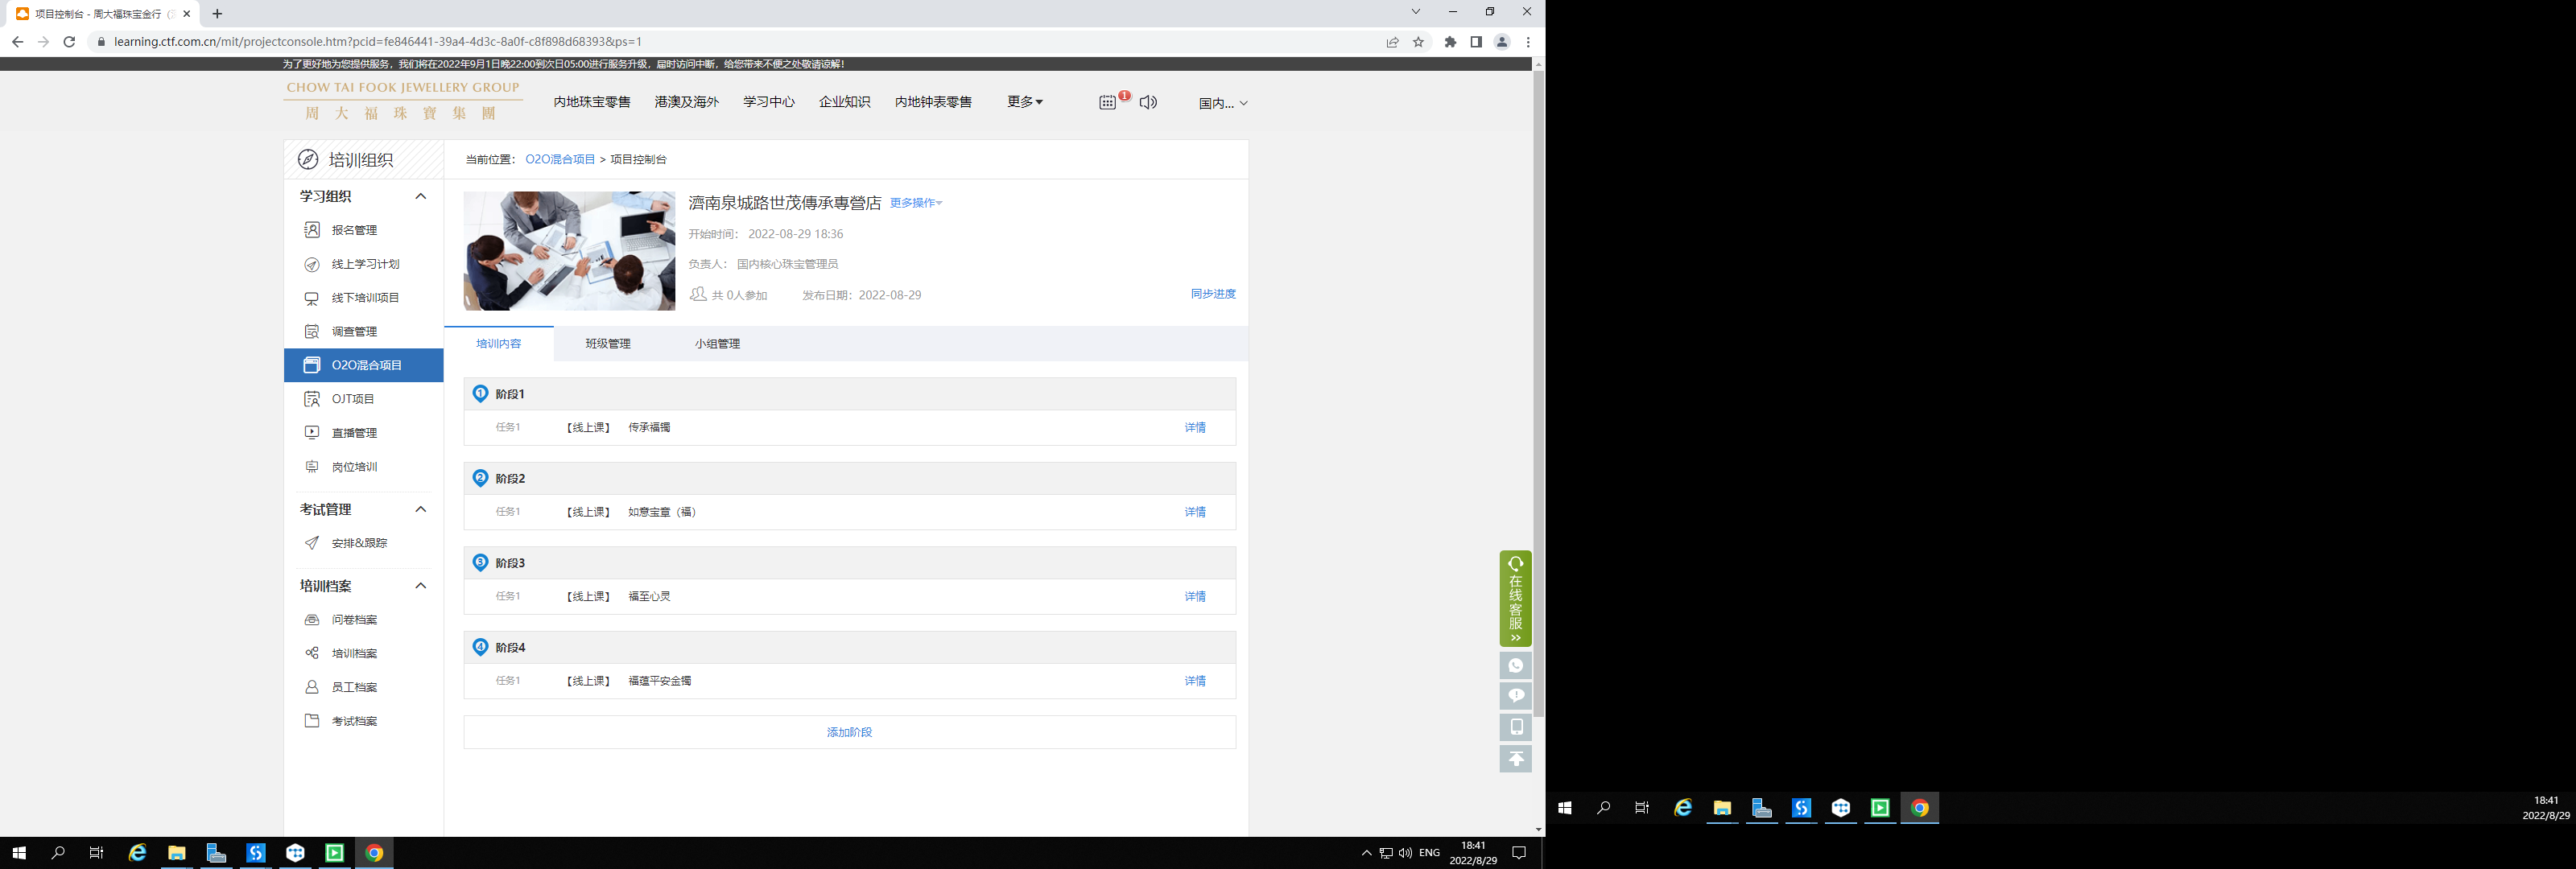 项目控制台 - 周大福珠宝金行
learning.ctf.com.cn/mit/projectconsole.htm?pcid=fe846441-39a4-4d3c-8a0f-c8f898d68393&ps=1
为了更好地为您提供服务，我们将在2022年9月1日晚22:00到次日05:00进行服务升级，届时访问中断，给您带来不便之处敬请谅解！
CHOW TAI FOOK JEWELLERY GROUP
周大福珠寶集團
内地珠宝零售 港澳及海外 学习中心 企业知识 内地钟表零售 更多 1 国内...
培训组织
当前位置： O2O混合项目 > 项目控制台
学习组织
报名管理
线上学习计划
线下培训项目
调查管理
O2O混合项目
OJT项目
直播管理
岗位培训
考试管理
安排&跟踪
培训档案
问卷档案
培训档案
员工档案
考试档案
濟南泉城路世茂傳承專營店 更多操作
开始时间： 2022-08-29 18:36
负责人： 国内核心珠宝管理员
共 0人参加 发布日期：2022-08-29 同步进度
培训内容 班级管理 小组管理
1 阶段1
任务1 【线上课】 传承福镯 详情
2 阶段2
任务1 【线上课】 如意宝童（福） 详情
3 阶段3
任务1 【线上课】 福至心灵 详情
4 阶段4
任务1 【线上课】 福蕴平安金镯 详情
添加阶段
在线客服
ENG
18:41
2022/8/29
18:41
2022/8/29